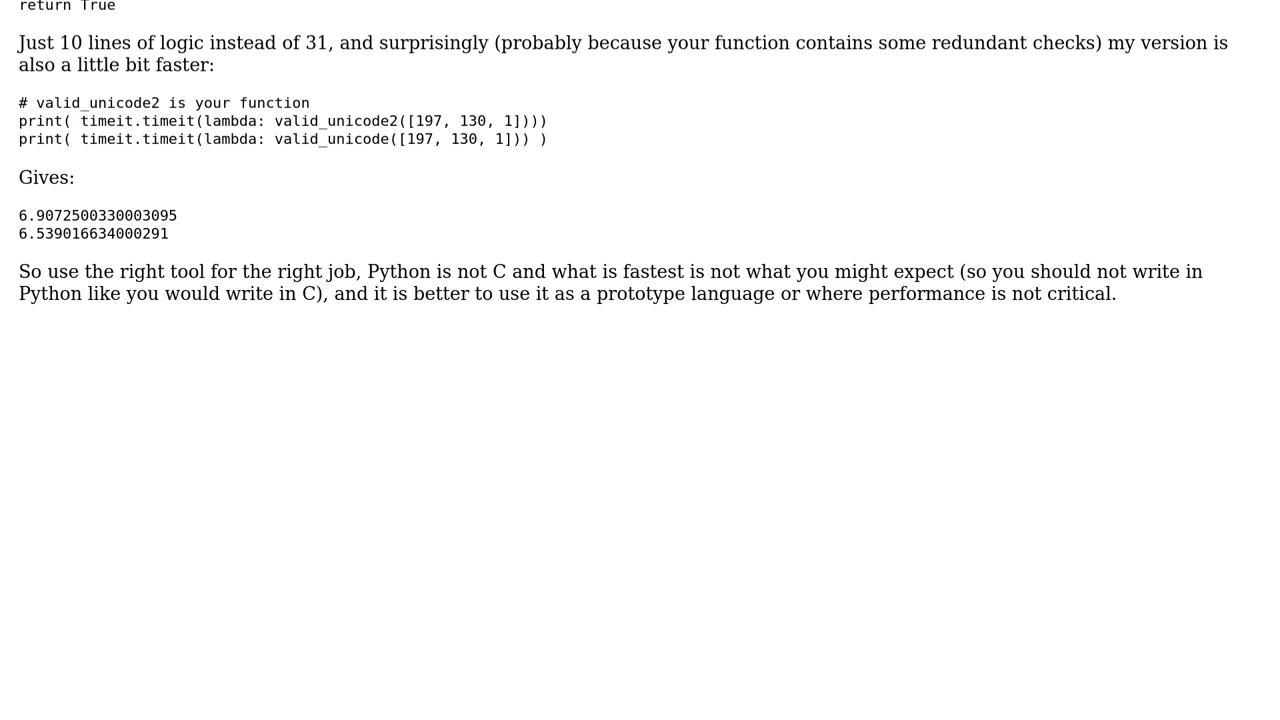 return True
Just 10 lines of logic instead of 31, and surprisingly (probably because your function contains some redundant checks) my version is
also a little bit faster:
# valid_unicode2 is your function
print( timeit.timeit(lambda: valid_unicode2([197, 130, 1])))
print( timeit.timeit(lambda: valid_unicode([197, 130, 1])) )
Gives:
6.9072500330003095
6.539016634000291
So use the right tool for the right job, Python is not C and what is fastest is not what you might expect (so you should not write in
Python like you would write in C), and it is better to use it as a prototype language or where performance is not critical.